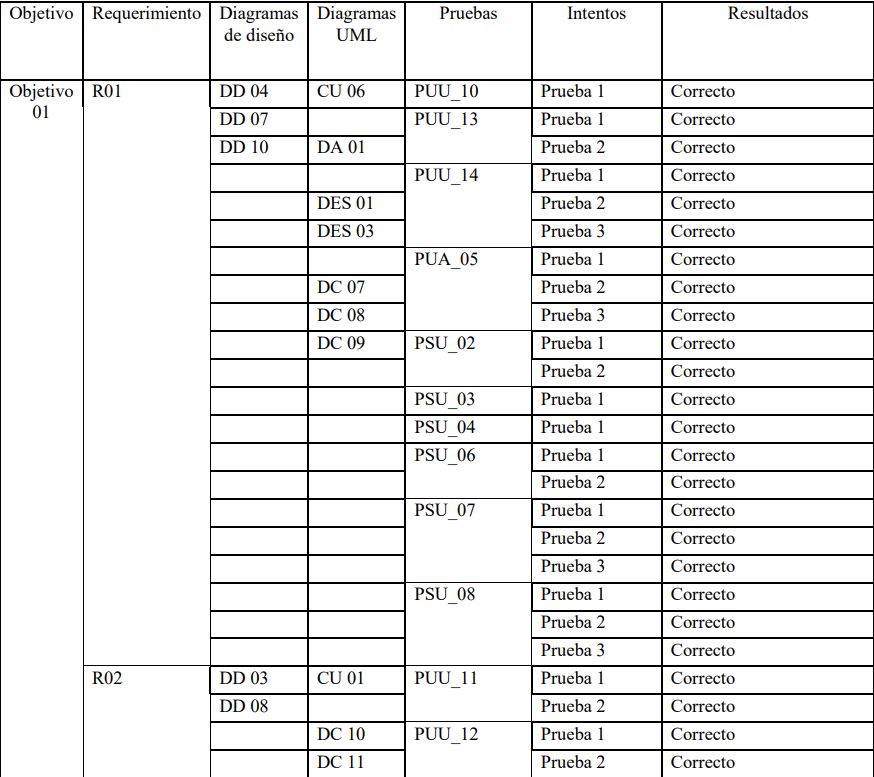 Objetivo Requerimiento Diagramas de diseño Diagramas UML Pruebas Intentos Resultados
Objetivo 01 R01 DD 04 CU 06 PUU_10 Prueba 1 Correcto
DD 07 PUU_13 Prueba 1 Correcto
DD 10 DA 01 Prueba 2 Correcto
PUU_14 Prueba 1 Correcto
DES 01 Prueba 2 Correcto
DES 03 Prueba 3 Correcto
PUA_05 Prueba 1 Correcto
DC 07 Prueba 2 Correcto
DC 08 Prueba 3 Correcto
DC 09 PSU_02 Prueba 1 Correcto
Prueba 2 Correcto
PSU_03 Prueba 1 Correcto
PSU_04 Prueba 1 Correcto
PSU_06 Prueba 1 Correcto
Prueba 2 Correcto
PSU_07 Prueba 1 Correcto
Prueba 2 Correcto
Prueba 3 Correcto
PSU_08 Prueba 1 Correcto
Prueba 2 Correcto
Prueba 3 Correcto
R02 DD 03 CU 01 PUU_11 Prueba 1 Correcto
DD 08 Prueba 2 Correcto
DC 10 PUU_12 Prueba 1 Correcto
DC 11 Prueba 2 Correcto